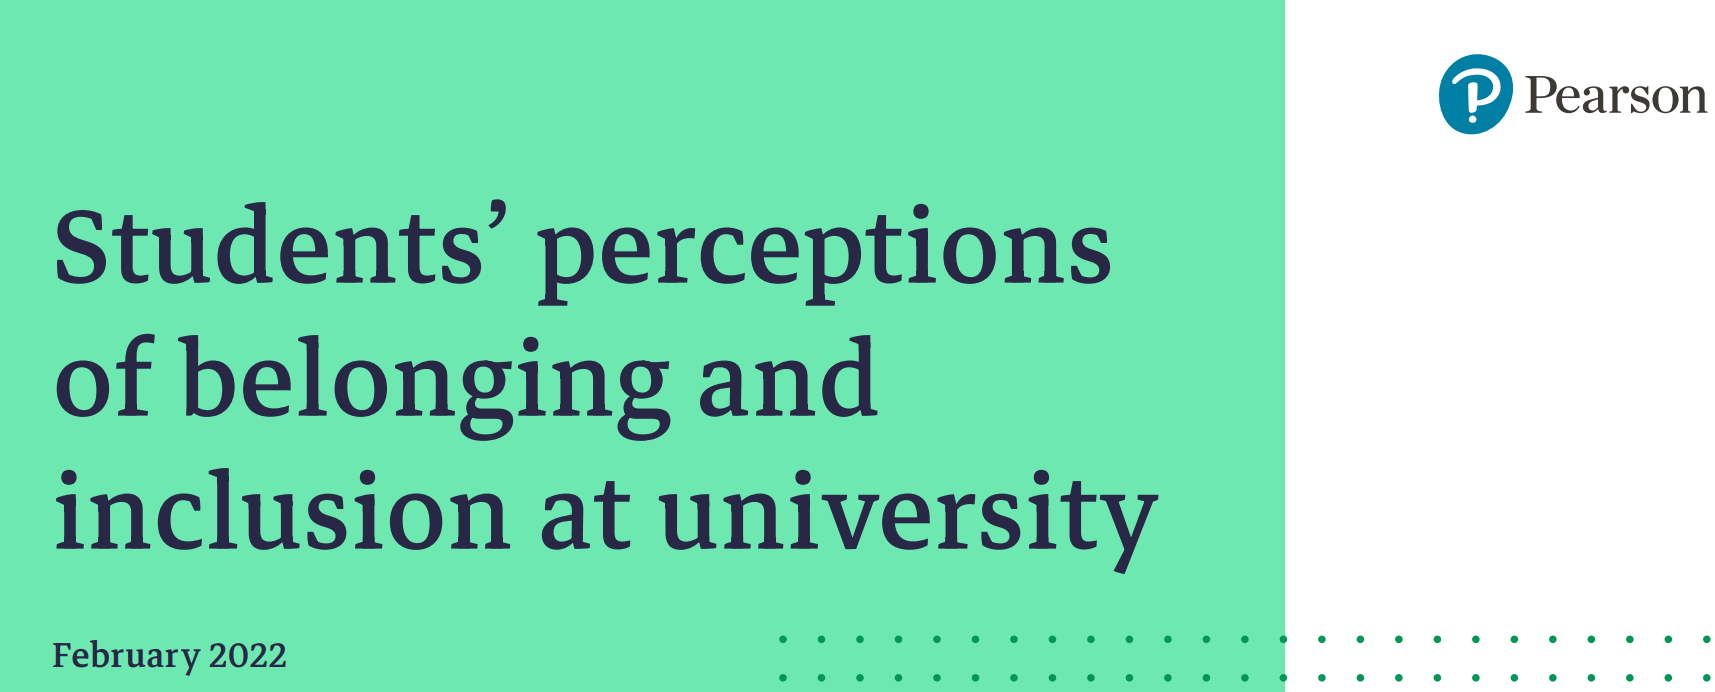 Pearson
Students’ perceptions
of belonging and
inclusion at university
February 2022